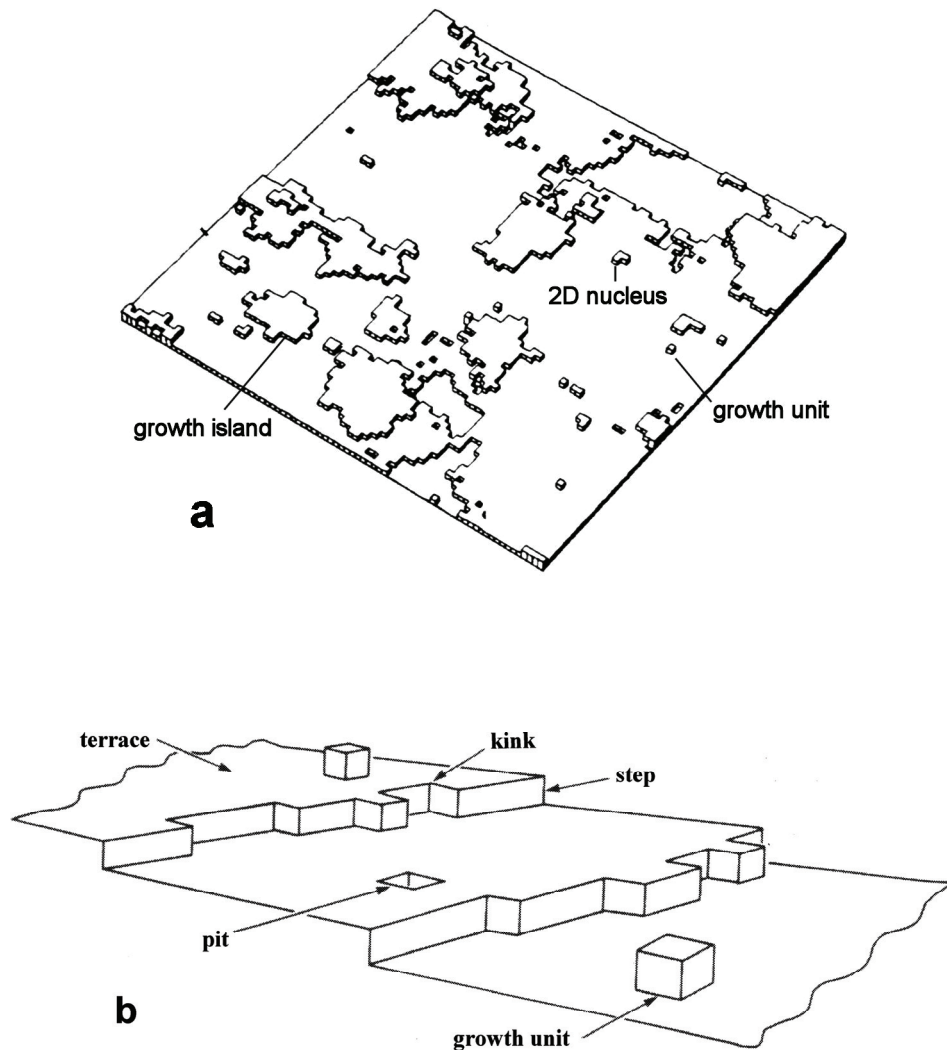 2D nucleus
growth unit
growth island
a
terrace
kink
step
pit
b
growth unit